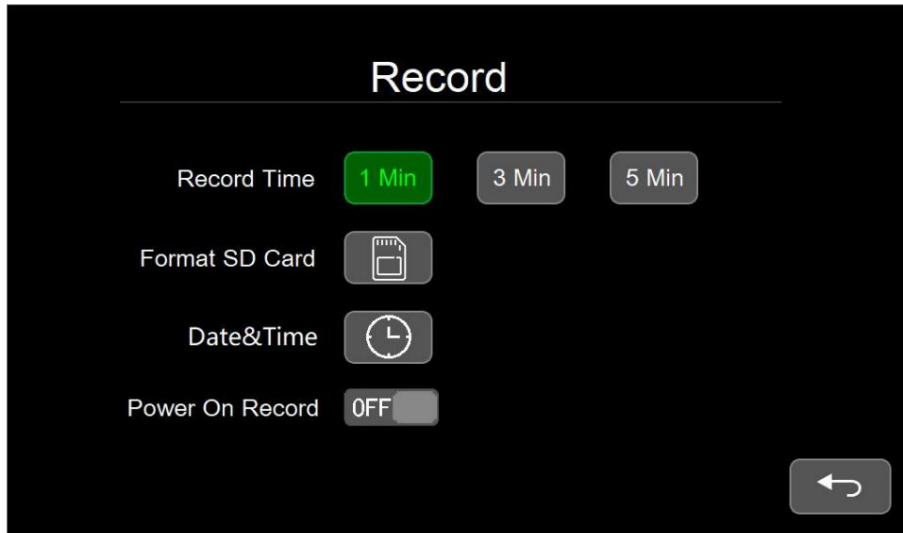 Record
Record Time 1 Min 3 Min 5 Min
Format SD Card
Date&Time
Power On Record OFF